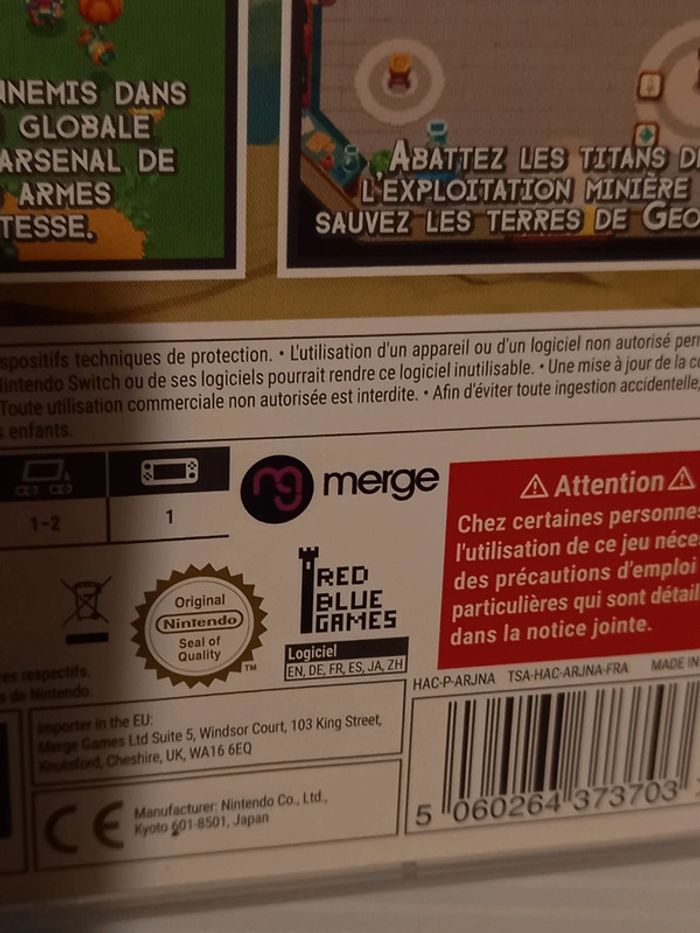 NNEMIS DANS
GLOBALE
ARSENAL DE
ARMES
TESSE.
ABATTEZ LES TITANS D
L'EXPLOITATION MINIÈRE
SAUVEZ LES TERRES DE GEO
spositifs techniques de protection. • L'utilisation d'un appareil ou d'un logiciel non autorisé per
Nintendo Switch ou de ses logiciels pourrait rendre ce logiciel inutilisable. • Une mise à jour de la co
Toute utilisation commerciale non autorisée est interdite. • Afin d'éviter toute ingestion accidentelle,
s enfants.
1-2
1
mg merge
RED
BLUE
GAMES
Original
Nintendo
Seal of
Quality
TM
Logiciel
EN, DE, FR, ES, JA, ZH
⚠ Attention ⚠
Chez certaines personnes
l'utilisation de ce jeu néces
des précautions d'emploi
particulières qui sont détail
dans la notice jointe.
es respectifs.
s de Nintendo.
HAC-P-ARJNA TSA-HAC-ARJNA-FRA MADE IN
Importer in the EU:
Merge Games Ltd Suite 5, Windsor Court, 103 King Street,
Knutsford, Cheshire, UK, WA16 6EQ
CE
Manufacturer: Nintendo Co., Ltd.,
Kyoto 601-8501, Japan
5 060264 373703